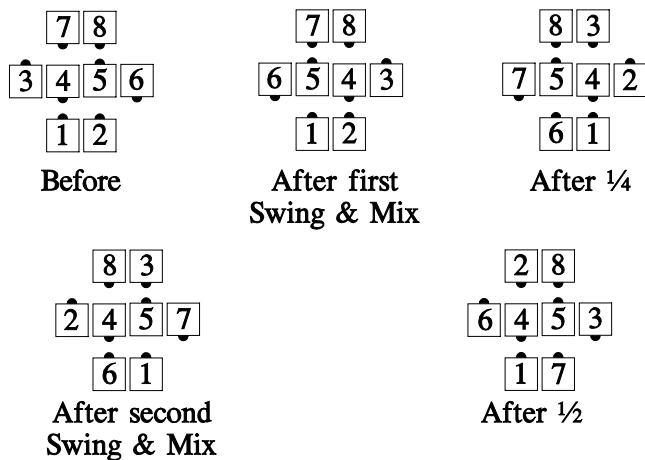 7 8
3 4 5 6
1 2
Before
7 8
6 5 4 3
1 2
After first
Swing & Mix
8 3
7 5 4 2
6 1
After ¼
8 3
2 4 5 7
6 1
After second
Swing & Mix
2 8
6 4 5 3
1 7
After ½